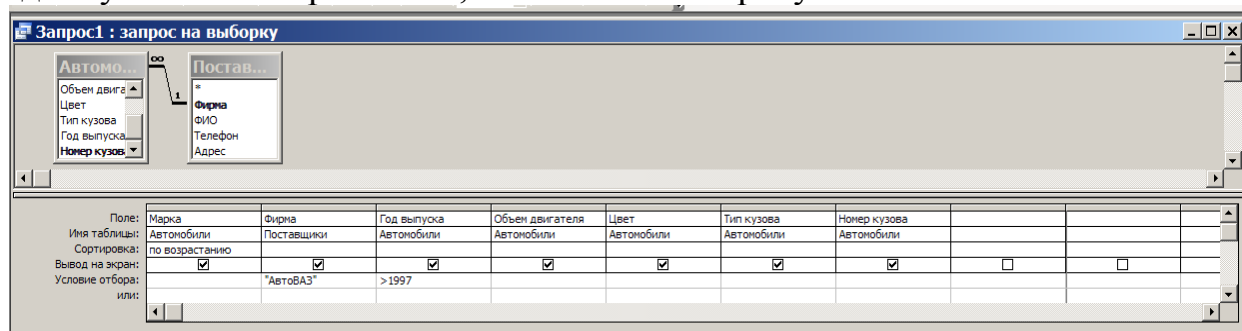 Запрос1 : запрос на выборку
Автомо... ∞ Постав...
1
Объем двига
Цвет
Тип кузова
Год выпуска
Номер кузов
*
Фирма
ФИО
Телефон
Адрес
Поле: Марка Фирма Год выпуска Объем двигателя Цвет Тип кузова Номер кузова
Имя таблицы: Автомобили Поставщики Автомобили Автомобили Автомобили Автомобили Автомобили
Сортировка: по возрастанию
Вывод на экран:
Условие отбора: "АвтоВАЗ" >1997
или: